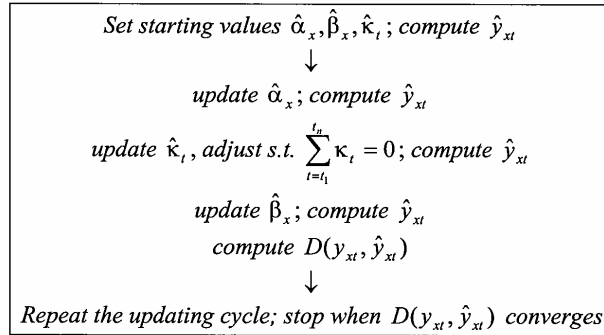 Set starting values α̂ₓ, β̂ₓ, κ̂ₜ; compute ŷₓₜ
↓
update α̂ₓ; compute ŷₓₜ
update κ̂ₜ, adjust s.t. ∑_{t=t₁}^{tₙ} κₜ = 0; compute ŷₓₜ
update β̂ₓ; compute ŷₓₜ
compute D(yₓₜ, ŷₓₜ)
↓
Repeat the updating cycle; stop when D(yₓₜ, ŷₓₜ) converges